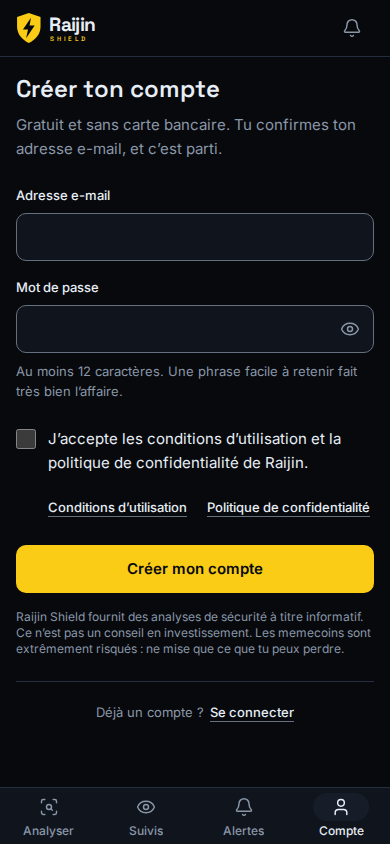 Raijin
SHIELD
Créer ton compte
Gratuit et sans carte bancaire. Tu confirmes ton
adresse e-mail, et c’est parti.
Adresse e-mail
Mot de passe
Au moins 12 caractères. Une phrase facile à retenir fait
très bien l’affaire.
J’accepte les conditions d’utilisation et la
politique de confidentialité de Raijin.
Conditions d’utilisation Politique de confidentialité
Créer mon compte
Raijin Shield fournit des analyses de sécurité à titre informatif.
Ce n’est pas un conseil en investissement. Les memecoins sont
extrêmement risqués : ne mise que ce que tu peux perdre.
Déjà un compte ? Se connecter
Analyser Suivis Alertes Compte